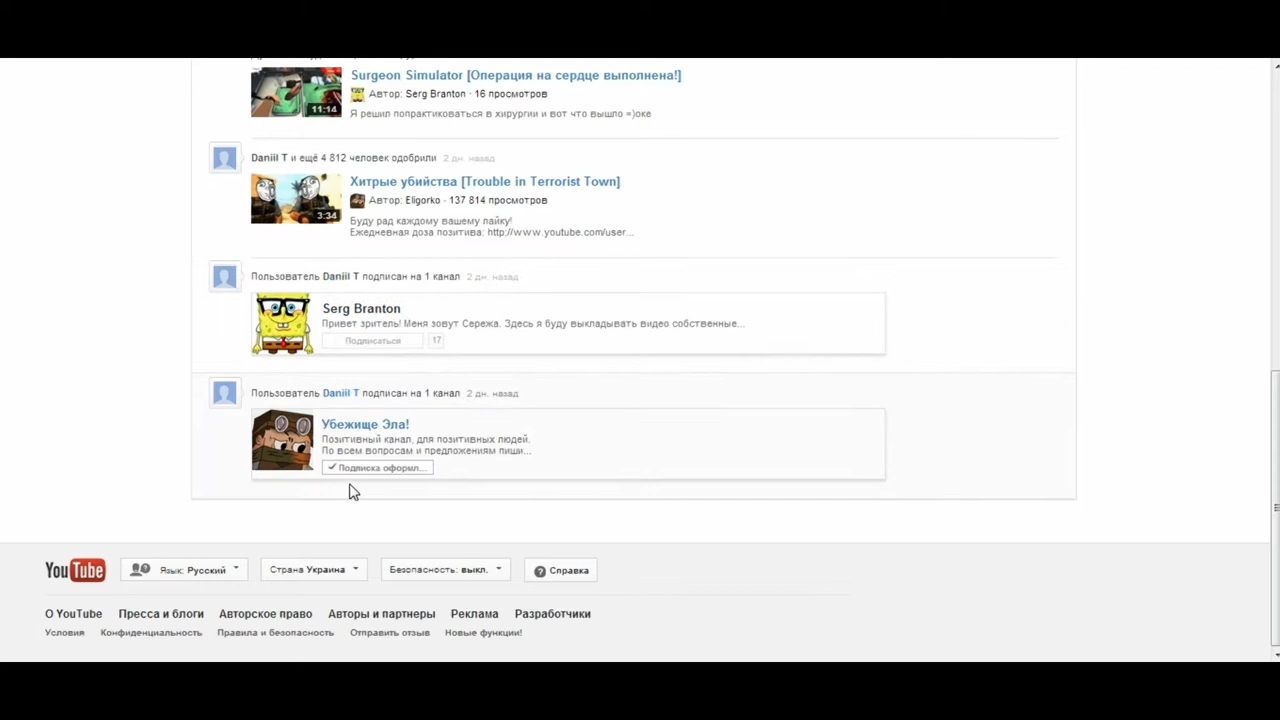 Surgeon Simulator [Операция на сердце выполнена!]
Автор: Serg Branton · 16 просмотров
11:14
Я решил попрактиковаться в хирургии и вот что вышло =)оке
Daniil T и ещё 4 812 человек одобрили 2 дн. назад
Хитрые убийства [Trouble in Terrorist Town]
Автор: Eligorko · 137 814 просмотров
3:34
Буду рад каждому вашему лайку!
Ежедневная доза позитива: http://www.youtube.com/user...
Пользователь Daniil T подписан на 1 канал 2 дн. назад
Serg Branton
Привет зритель! Меня зовут Сережа. Здесь я буду выкладывать видео собственные...
Подписаться 17
Пользователь Daniil T подписан на 1 канал 2 дн. назад
Убежище Эла!
Позитивный канал, для позитивных людей.
По всем вопросам и предложениям пиши...
Подписка оформил...
YouTube Язык: Русский Страна Украина Безопасность: выкл. Справка
О YouTube Пресса и блоги Авторское право Авторы и партнеры Реклама Разработчики
Условия Конфиденциальность Правила и безопасность Отправить отзыв Новые функции!